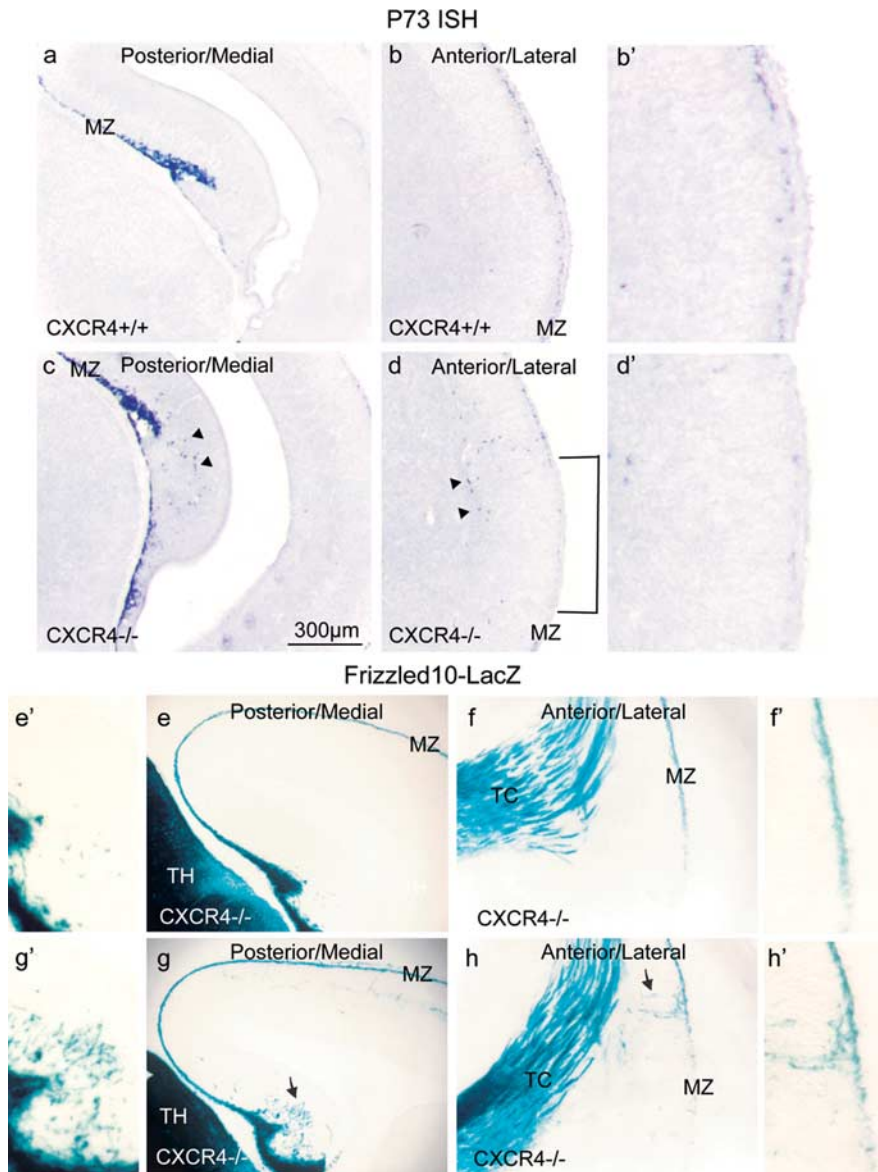 P73 ISH
a Posterior/Medial
MZ
CXCR4+/+
b Anterior/Lateral
CXCR4+/+ MZ
b'
c Posterior/Medial
MZ
CXCR4-/-
300µm
d Anterior/Lateral
CXCR4-/- MZ
d'
Frizzled10-LacZ
e'
e Posterior/Medial
MZ
TH
CXCR4-/-
f Anterior/Lateral
TC
MZ
CXCR4-/-
f'
g'
g Posterior/Medial
MZ
TH
CXCR4-/-
h Anterior/Lateral
TC
MZ
CXCR4-/-
h'